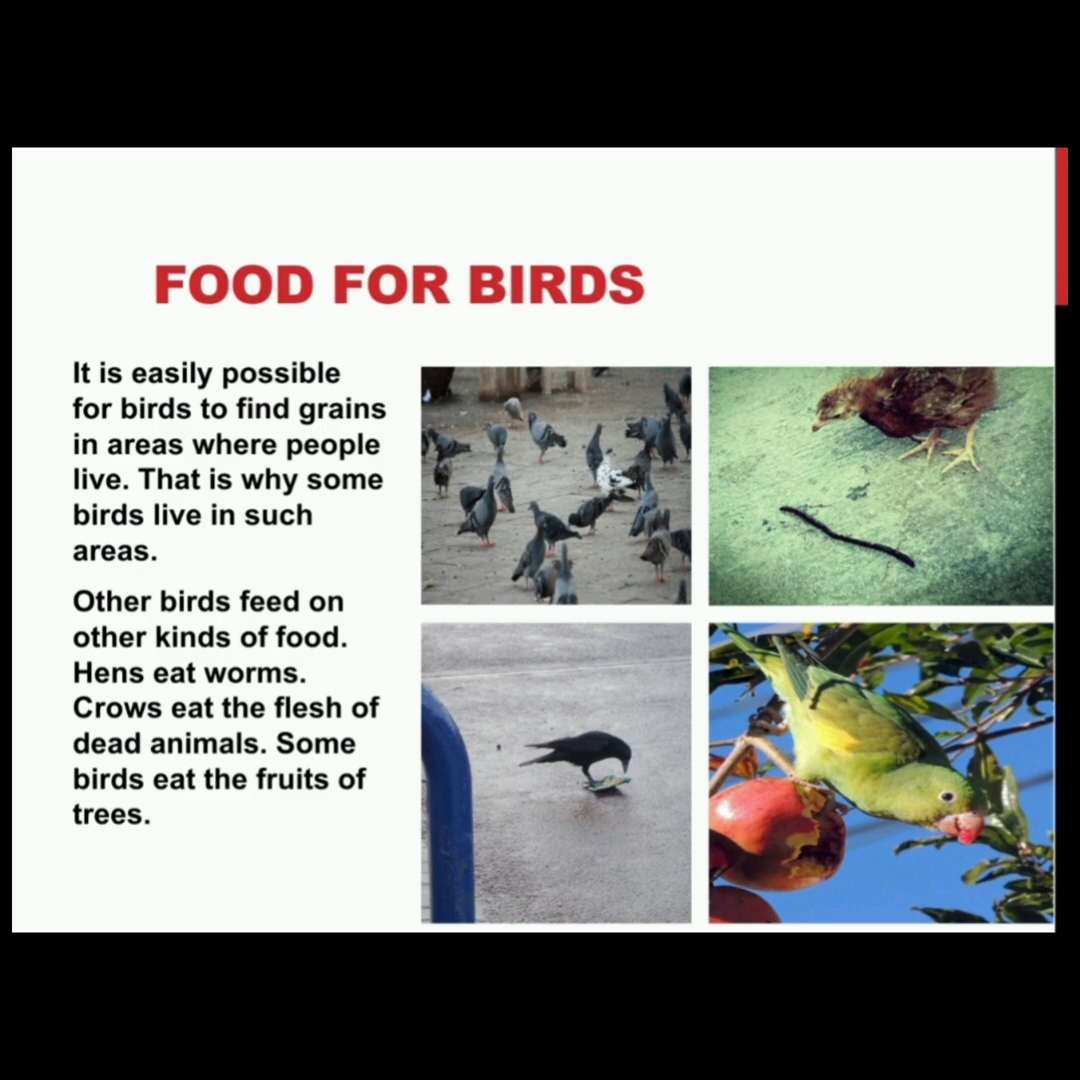 FOOD FOR BIRDS
It is easily possible
for birds to find grains
in areas where people
live. That is why some
birds live in such
areas.
Other birds feed on
other kinds of food.
Hens eat worms.
Crows eat the flesh of
dead animals. Some
birds eat the fruits of
trees.